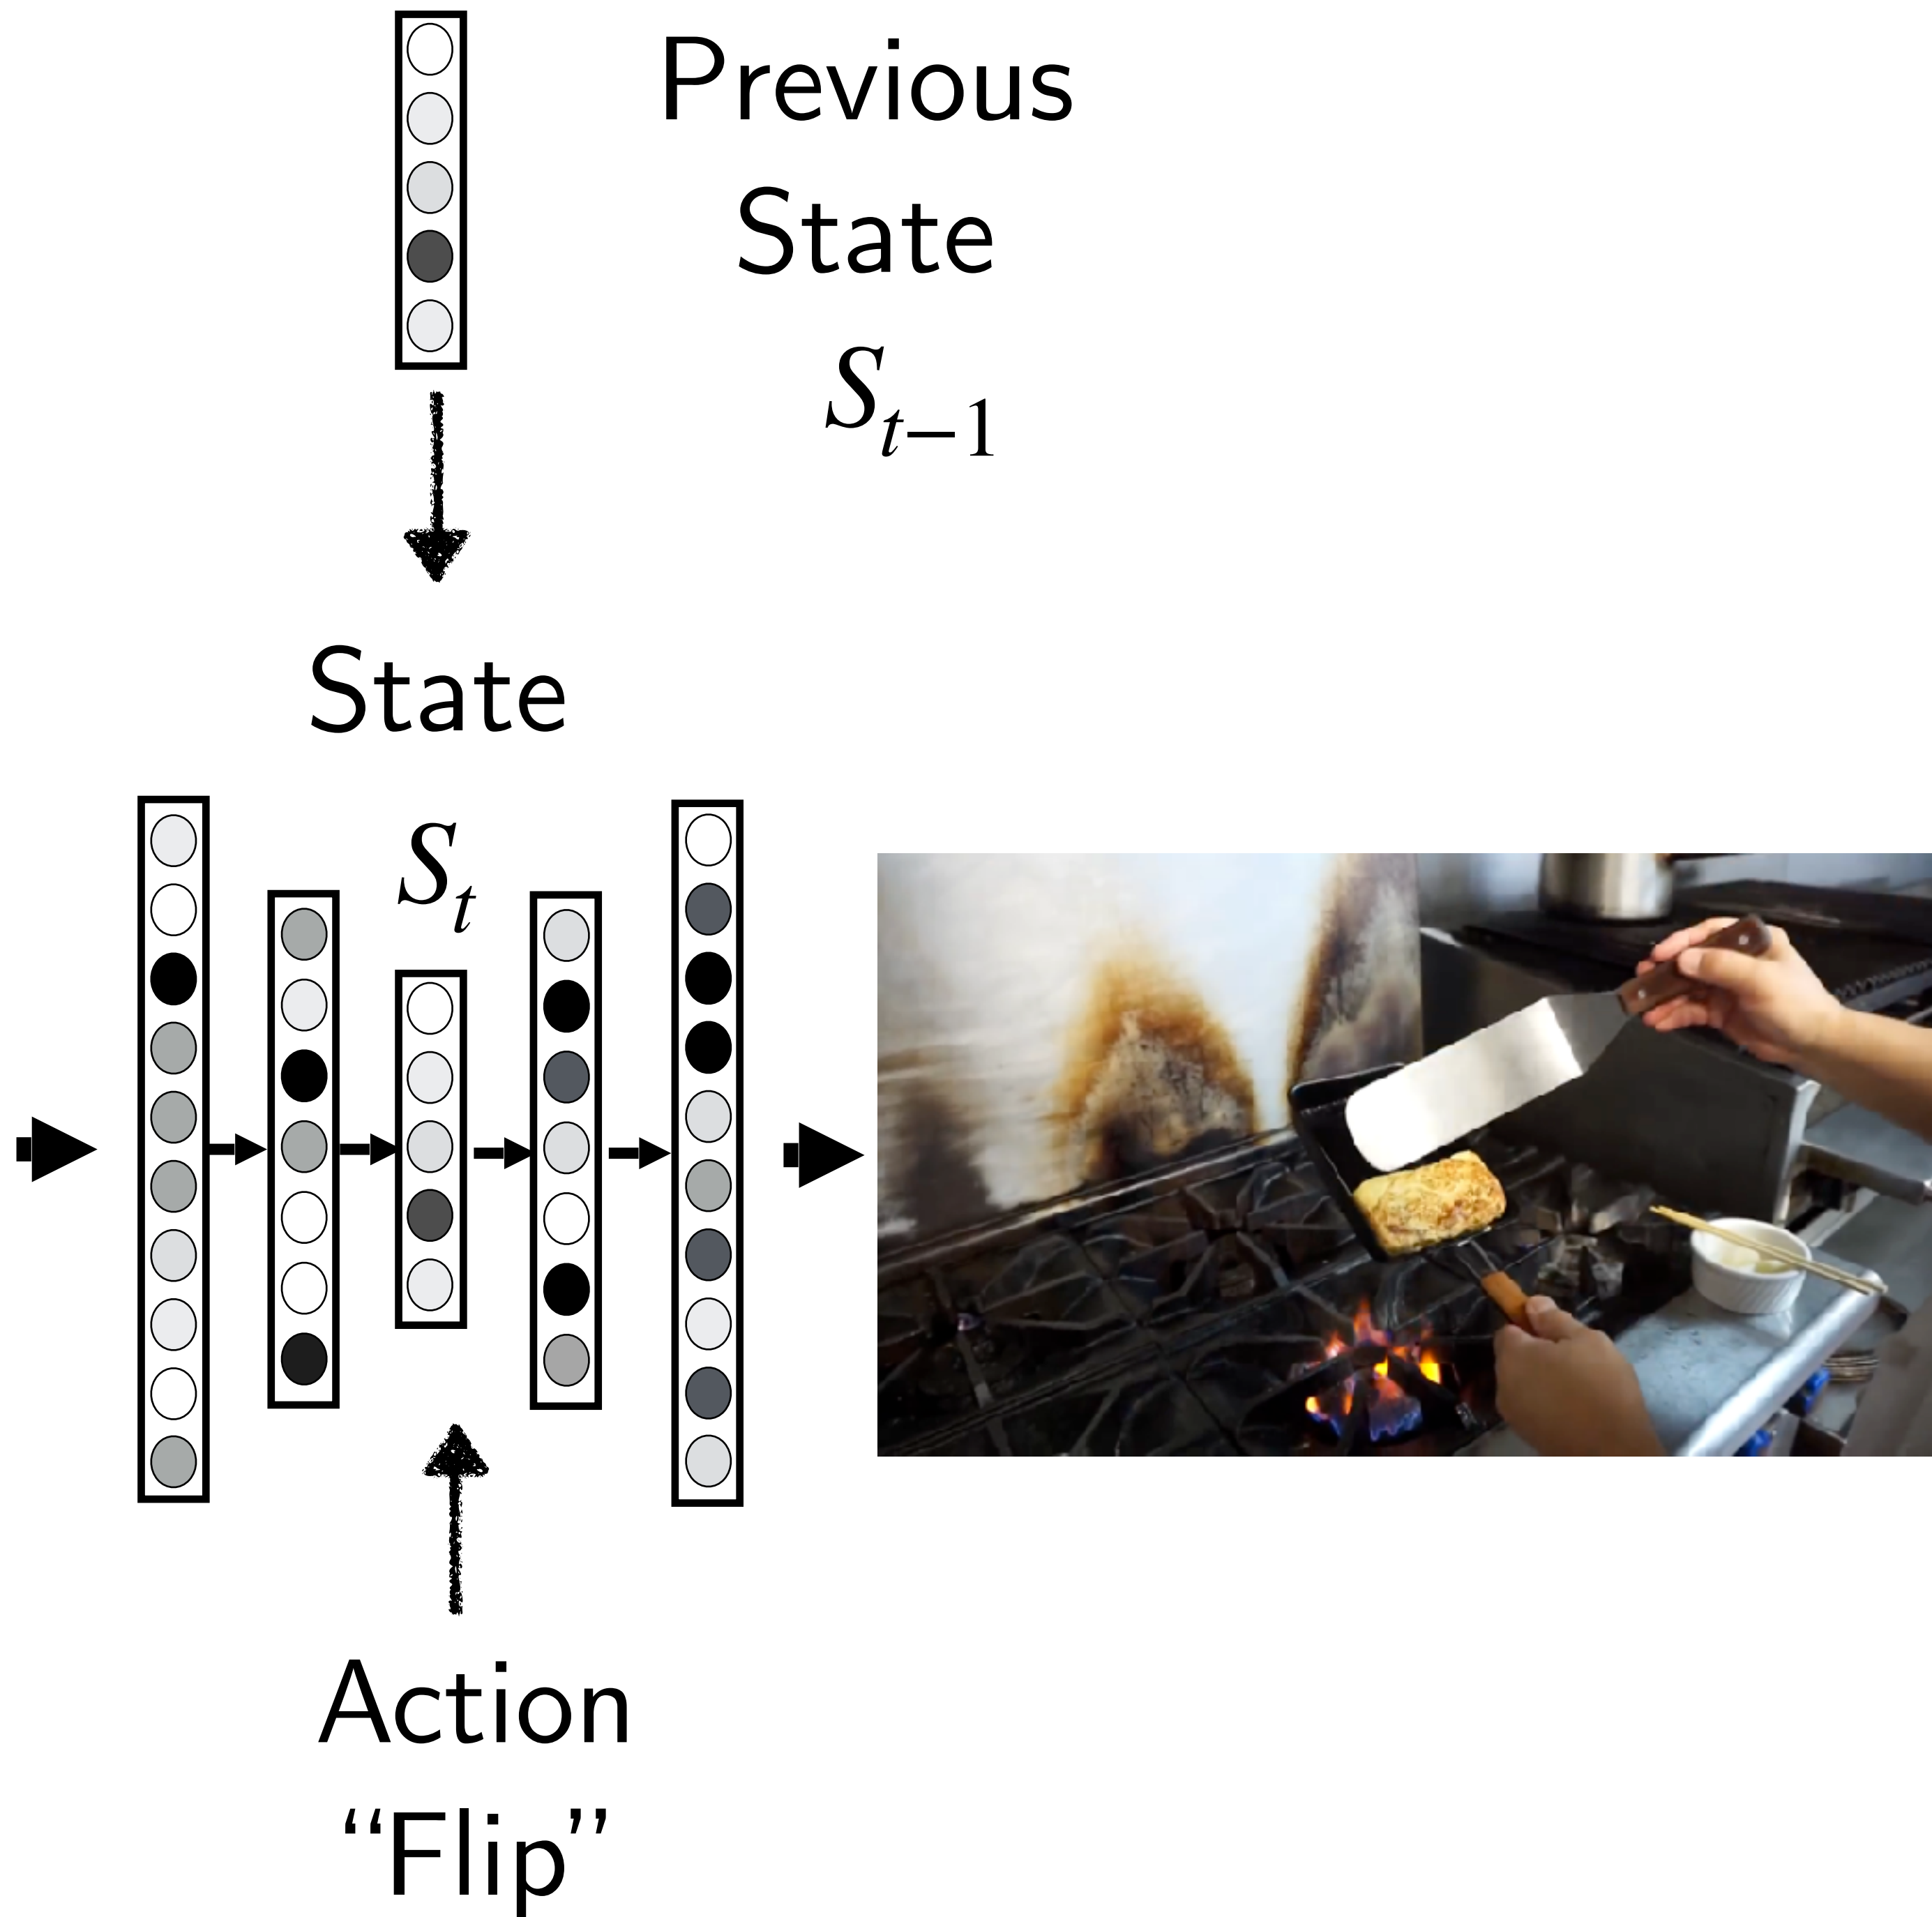 Previous
State
S_{t−1}
State
S_t
Action
“Flip”